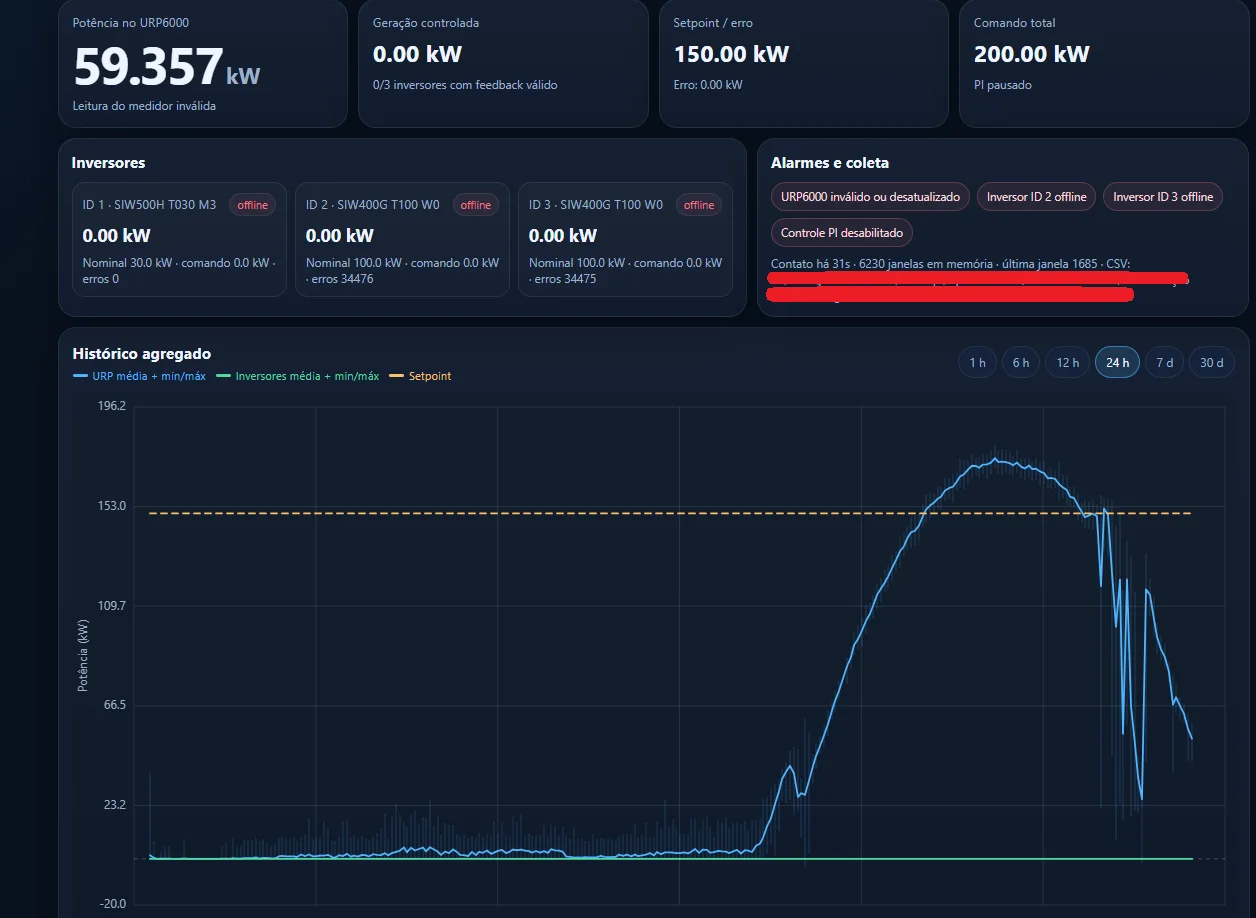 Potência no URP6000
59.357 kW
Leitura do medidor inválida
Geração controlada
0.00 kW
0/3 inversores com feedback válido
Setpoint / erro
150.00 kW
Erro: 0.00 kW
Comando total
200.00 kW
PI pausado
Inversores
ID 1 · SIW500H T030 M3 offline
0.00 kW
Nominal 30.0 kW · comando 0.0 kW ·
erros 0
ID 2 · SIW400G T100 W0 offline
0.00 kW
Nominal 100.0 kW · comando 0.0 kW
· erros 34476
ID 3 · SIW400G T100 W0 offline
0.00 kW
Nominal 100.0 kW · comando 0.0 kW
· erros 34475
Alarmes e coleta
URP6000 inválido ou desatualizado Inversor ID 2 offline Inversor ID 3 offline
Controle PI desabilitado
Contato há 31s · 6230 janelas em memória · última janela 1685 · CSV:
Histórico agregado
URP média + min/máx Inversores média + min/máx Setpoint
1 h 6 h 12 h 24 h 7 d 30 d
196.2
153.0
109.7
Potência (kW)
66.5
23.2
-20.0